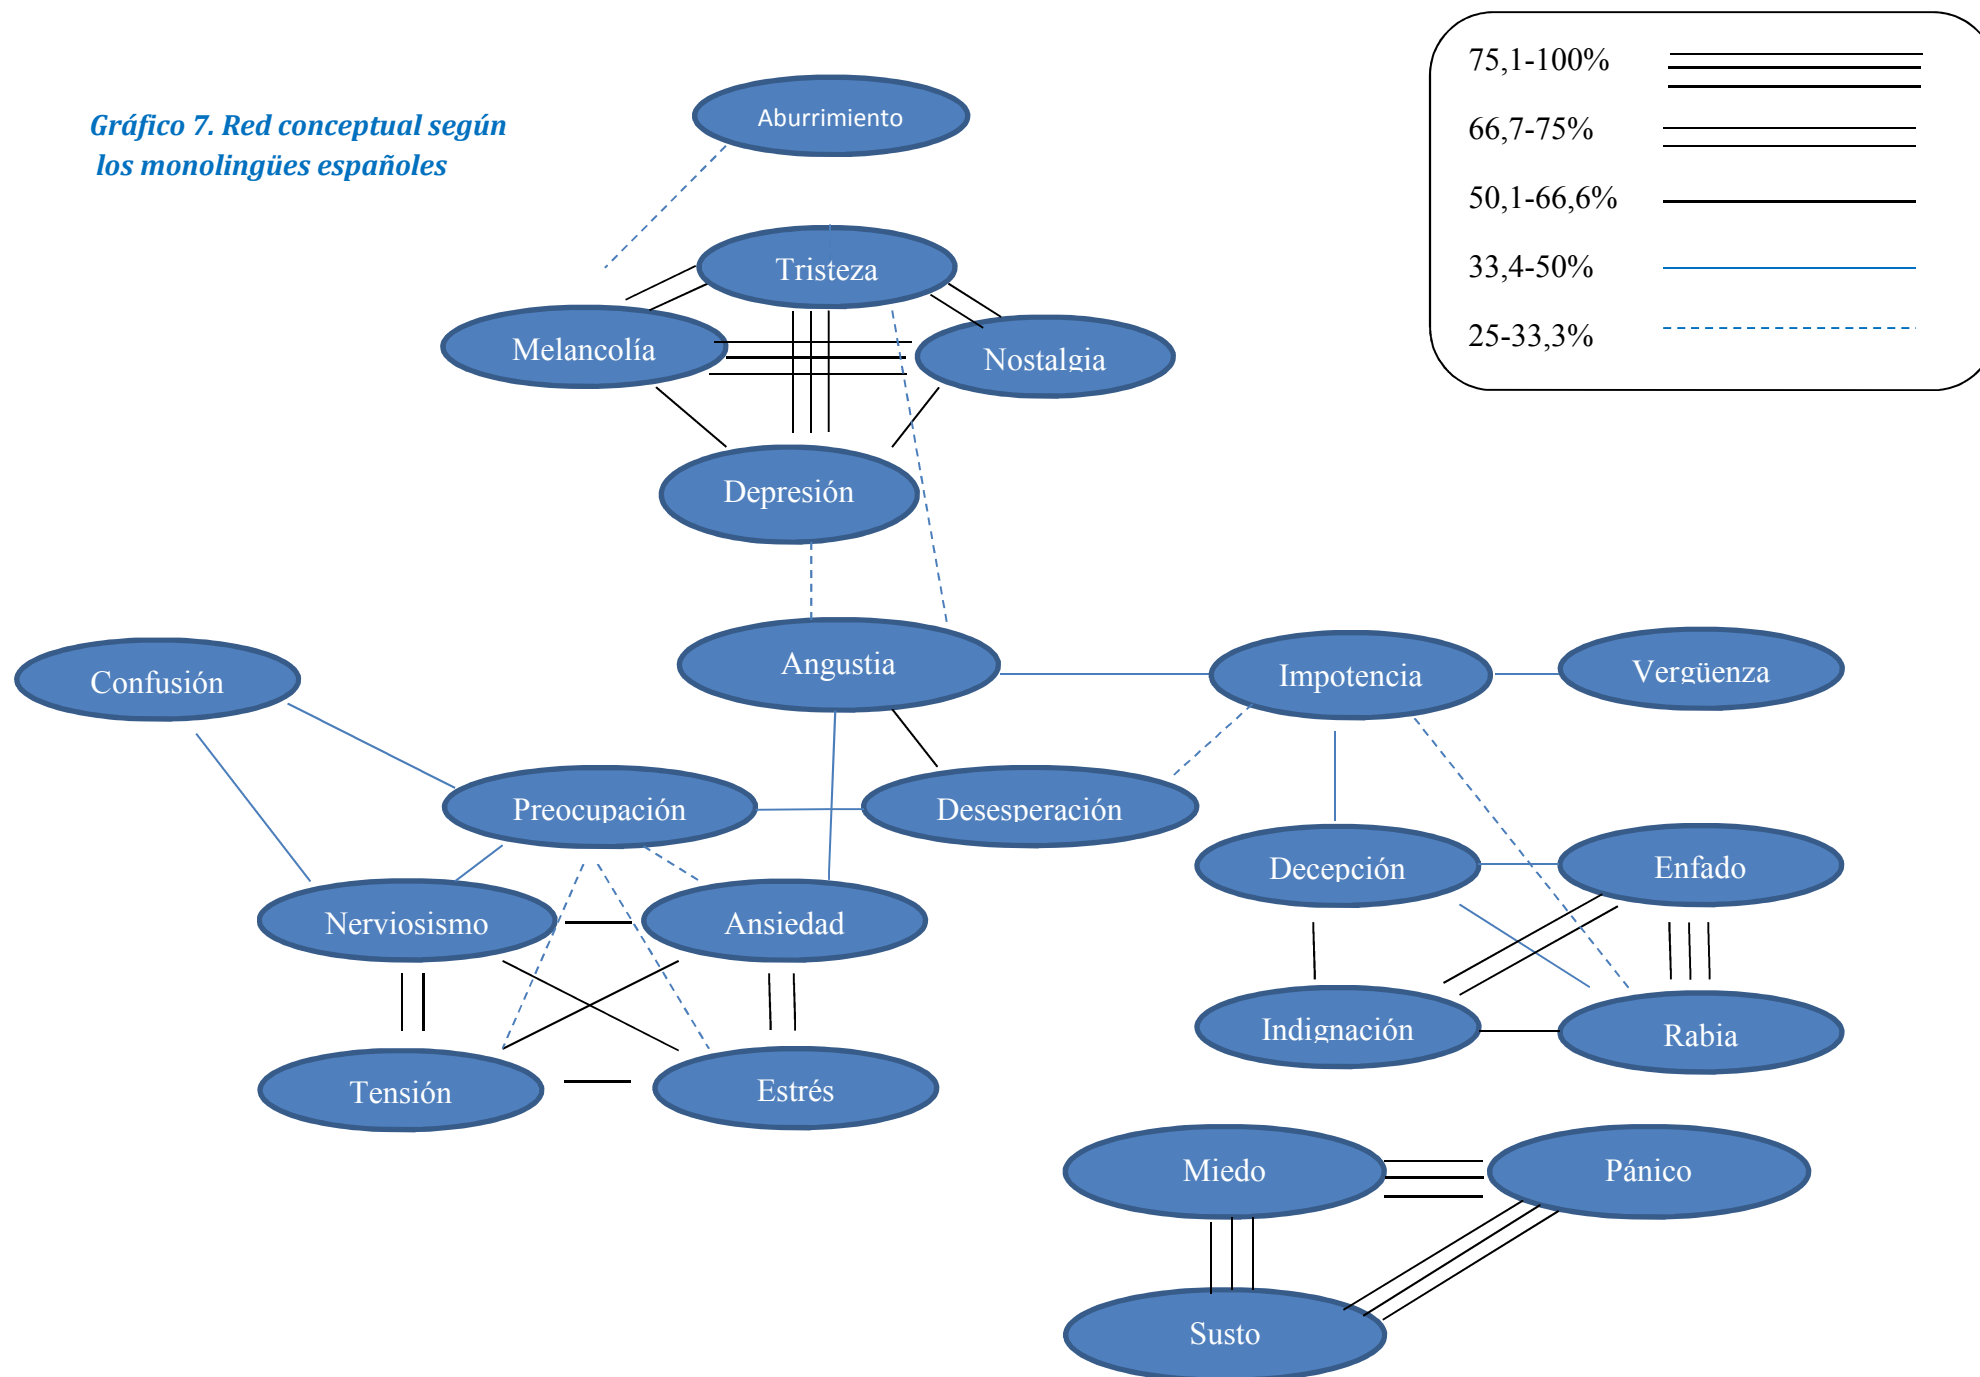 Gráfico 7. Red conceptual según
los monolingües españoles
75,1-100%
66,7-75%
50,1-66,6%
33,4-50%
25-33,3%
Aburrimiento
Tristeza
Melancolía
Nostalgia
Depresión
Angustia
Impotencia
Vergüenza
Confusión
Preocupación
Desesperación
Decepción
Enfado
Nerviosismo
Ansiedad
Indignación
Rabia
Tensión
Estrés
Miedo
Pánico
Susto